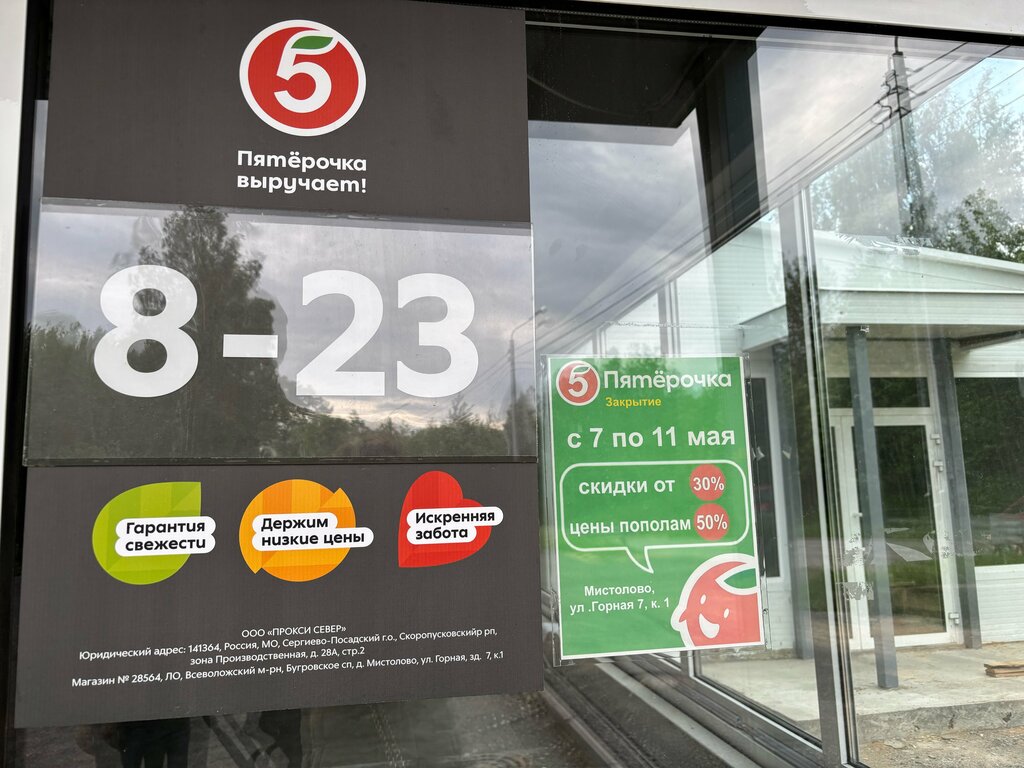 5
Пятёрочка
выручает!
8-23
Гарантия
свежести
Держим
низкие цены
Искренняя
забота
ООО «ПРОКСИ СЕВЕР»
Юридический адрес: 141364, Россия, МО, Сергиево-Посадский г.о., Скоропусковскийр рп,
зона Производственная, д. 28А, стр.2
Магазин № 28564, ЛО, Всеволожский м-рн, Бугровское сп, д. Мистолово, ул. Горная, зд. 7, к.1
5 Пятёрочка
Закрытие
с 7 по 11 мая
скидки от 30%
цены пополам 50%
Мистолово,
ул .Горная 7, к. 1